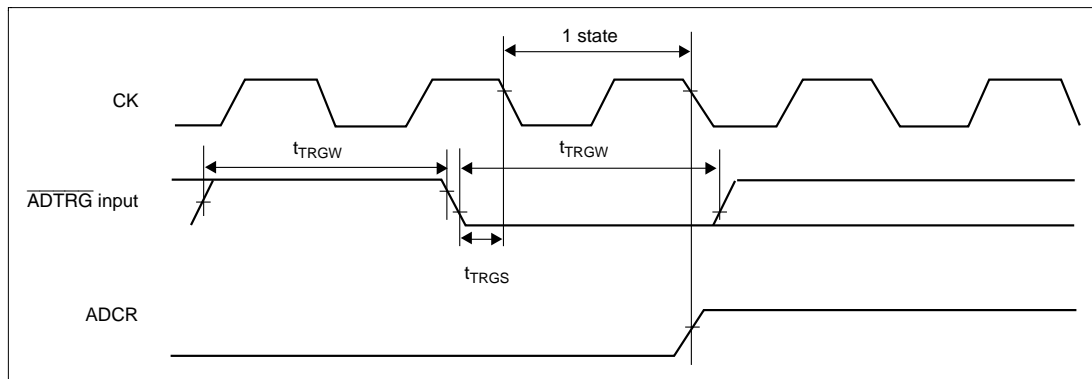 1 state
CK
tTRGW tTRGW
ADTRG input
tTRGS
ADCR